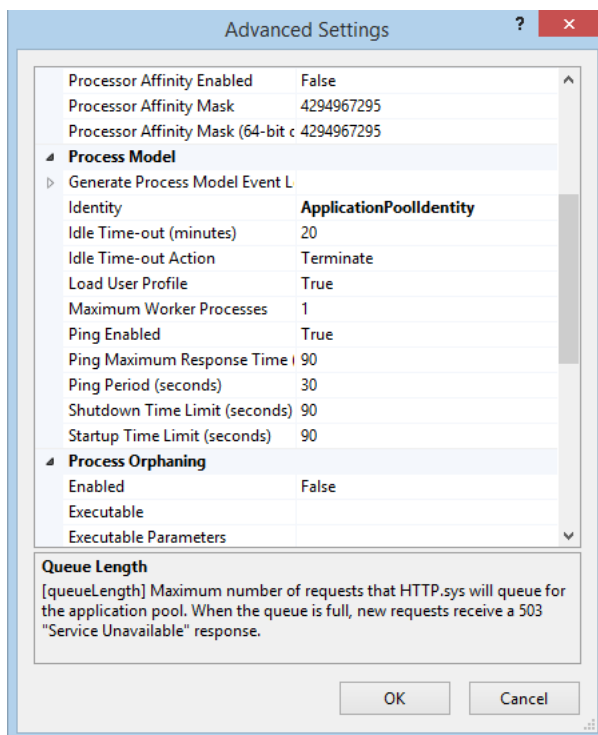 Advanced Settings
?
Processor Affinity Enabled False
Processor Affinity Mask 4294967295
Processor Affinity Mask (64-bit c 4294967295
Process Model
Generate Process Model Event L
Identity ApplicationPoolIdentity
Idle Time-out (minutes) 20
Idle Time-out Action Terminate
Load User Profile True
Maximum Worker Processes 1
Ping Enabled True
Ping Maximum Response Time ( 90
Ping Period (seconds) 30
Shutdown Time Limit (seconds) 90
Startup Time Limit (seconds) 90
Process Orphaning
Enabled False
Executable
Executable Parameters
Queue Length
[queueLength] Maximum number of requests that HTTP.sys will queue for
the application pool. When the queue is full, new requests receive a 503
"Service Unavailable" response.
OK Cancel